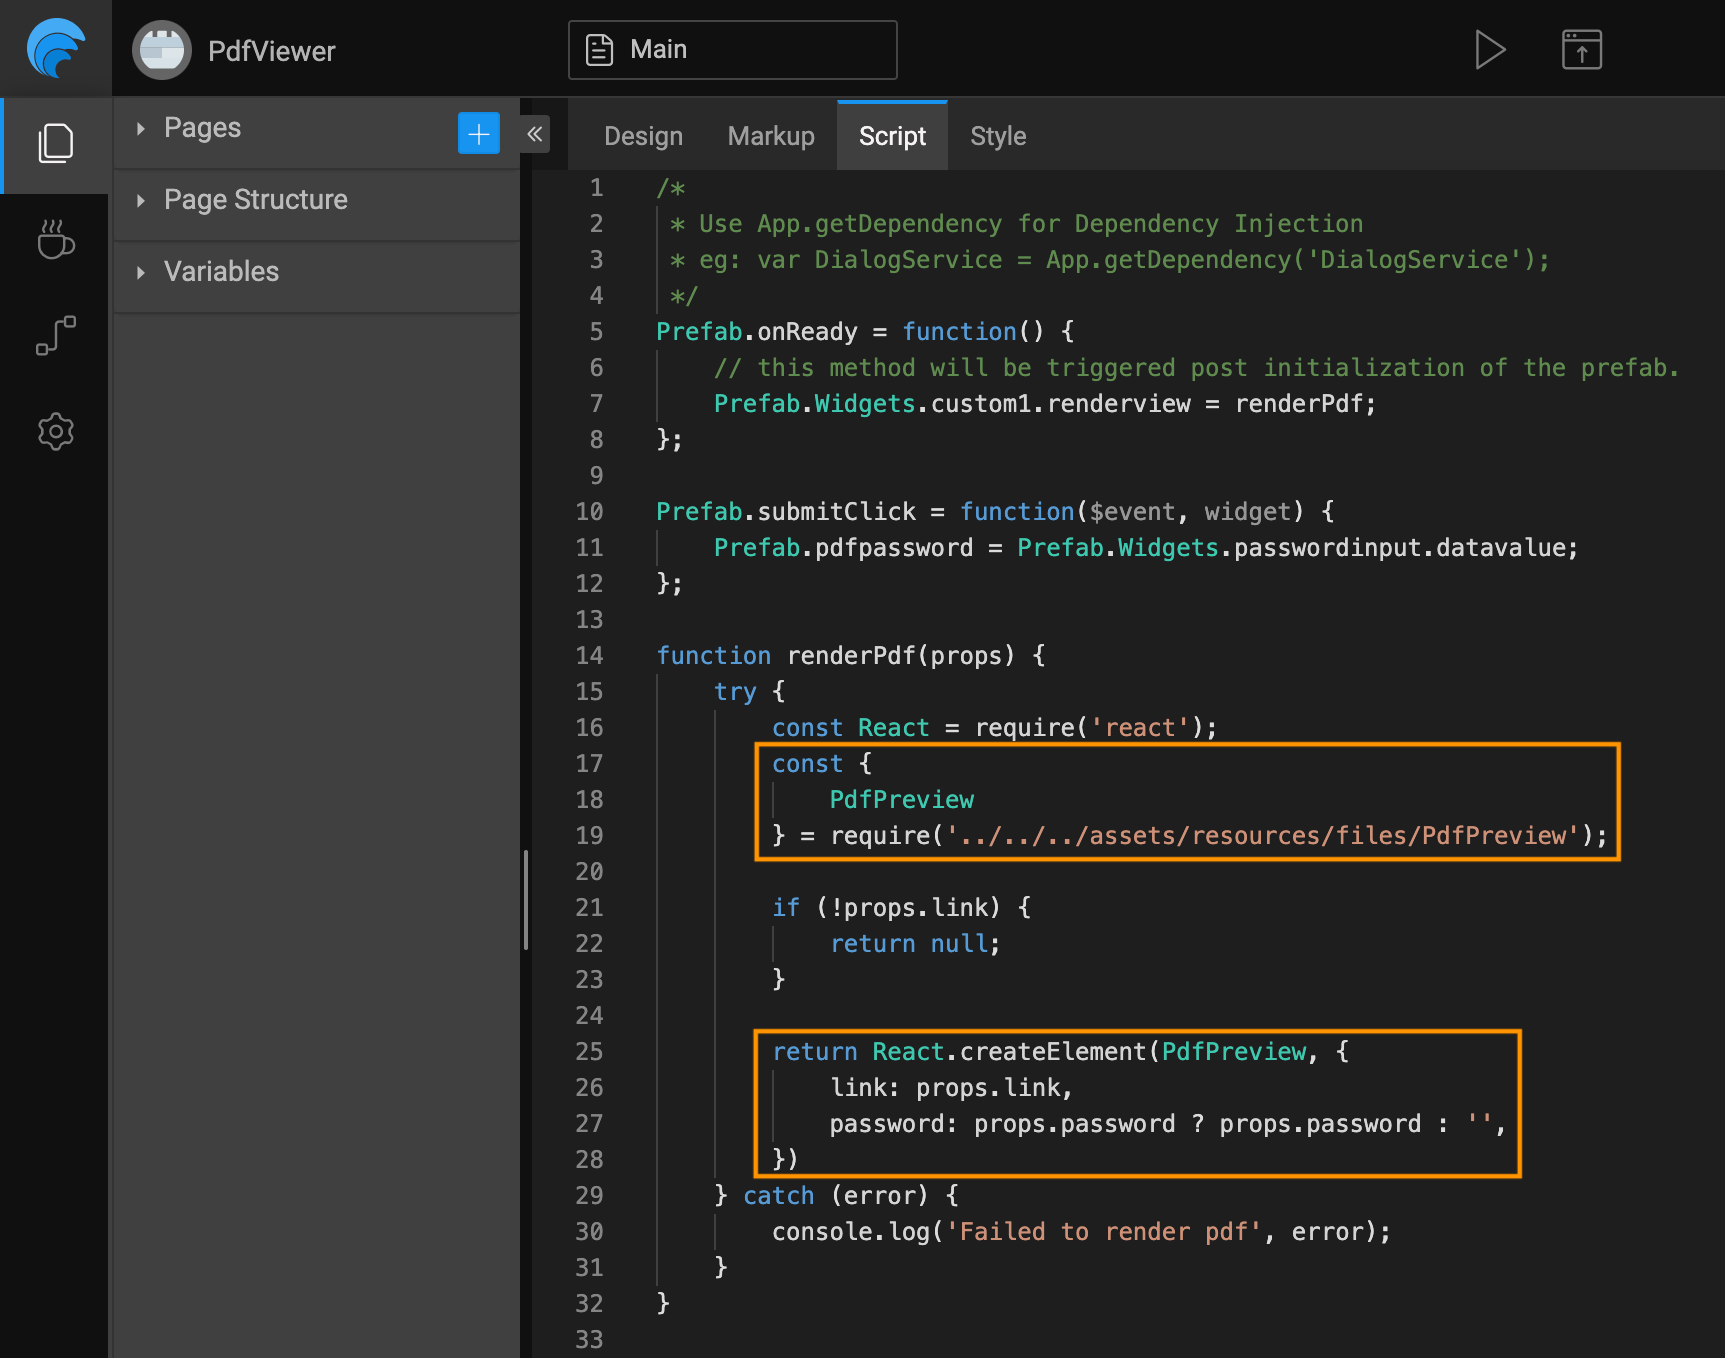 PdfViewer
Main
Pages
Page Structure
Variables
Design Markup Script Style
1 /*
2 * Use App.getDependency for Dependency Injection
3 * eg: var DialogService = App.getDependency('DialogService');
4 */
5 Prefab.onReady = function() {
6 // this method will be triggered post initialization of the prefab.
7 Prefab.Widgets.custom1.renderview = renderPdf;
8 };
9
10 Prefab.submitClick = function($event, widget) {
11 Prefab.pdfpassword = Prefab.Widgets.passwordinput.datavalue;
12 };
13
14 function renderPdf(props) {
15 try {
16 const React = require('react');
17 const {
18 PdfPreview
19 } = require('../../../assets/resources/files/PdfPreview');
20
21 if (!props.link) {
22 return null;
23 }
24
25 return React.createElement(PdfPreview, {
26 link: props.link,
27 password: props.password ? props.password : '',
28 })
29 } catch (error) {
30 console.log('Failed to render pdf', error);
31 }
32 }
33